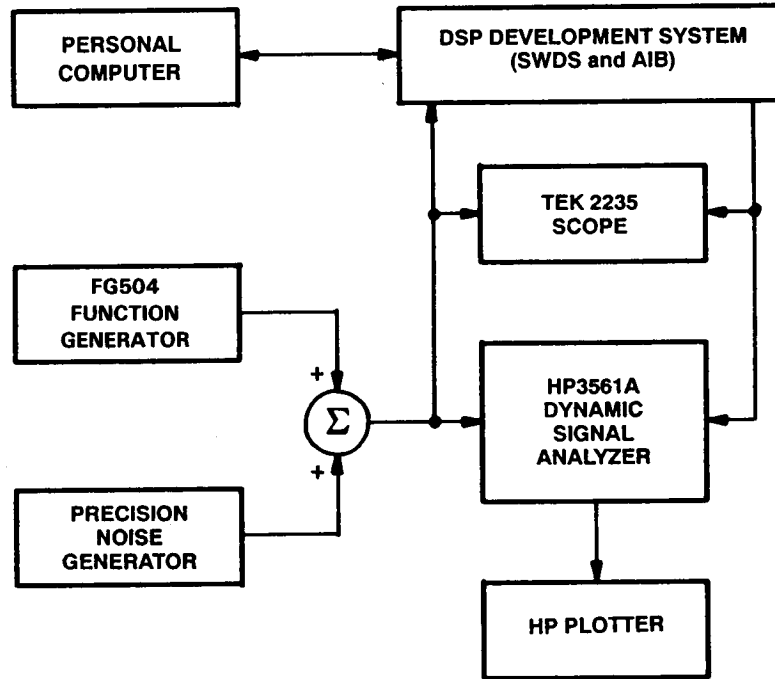 PERSONAL
COMPUTER
DSP DEVELOPMENT SYSTEM
(SWDS and AIB)
TEK 2235
SCOPE
FG504
FUNCTION
GENERATOR
+
Σ
+
HP3561A
DYNAMIC
SIGNAL
ANALYZER
PRECISION
NOISE
GENERATOR
HP PLOTTER